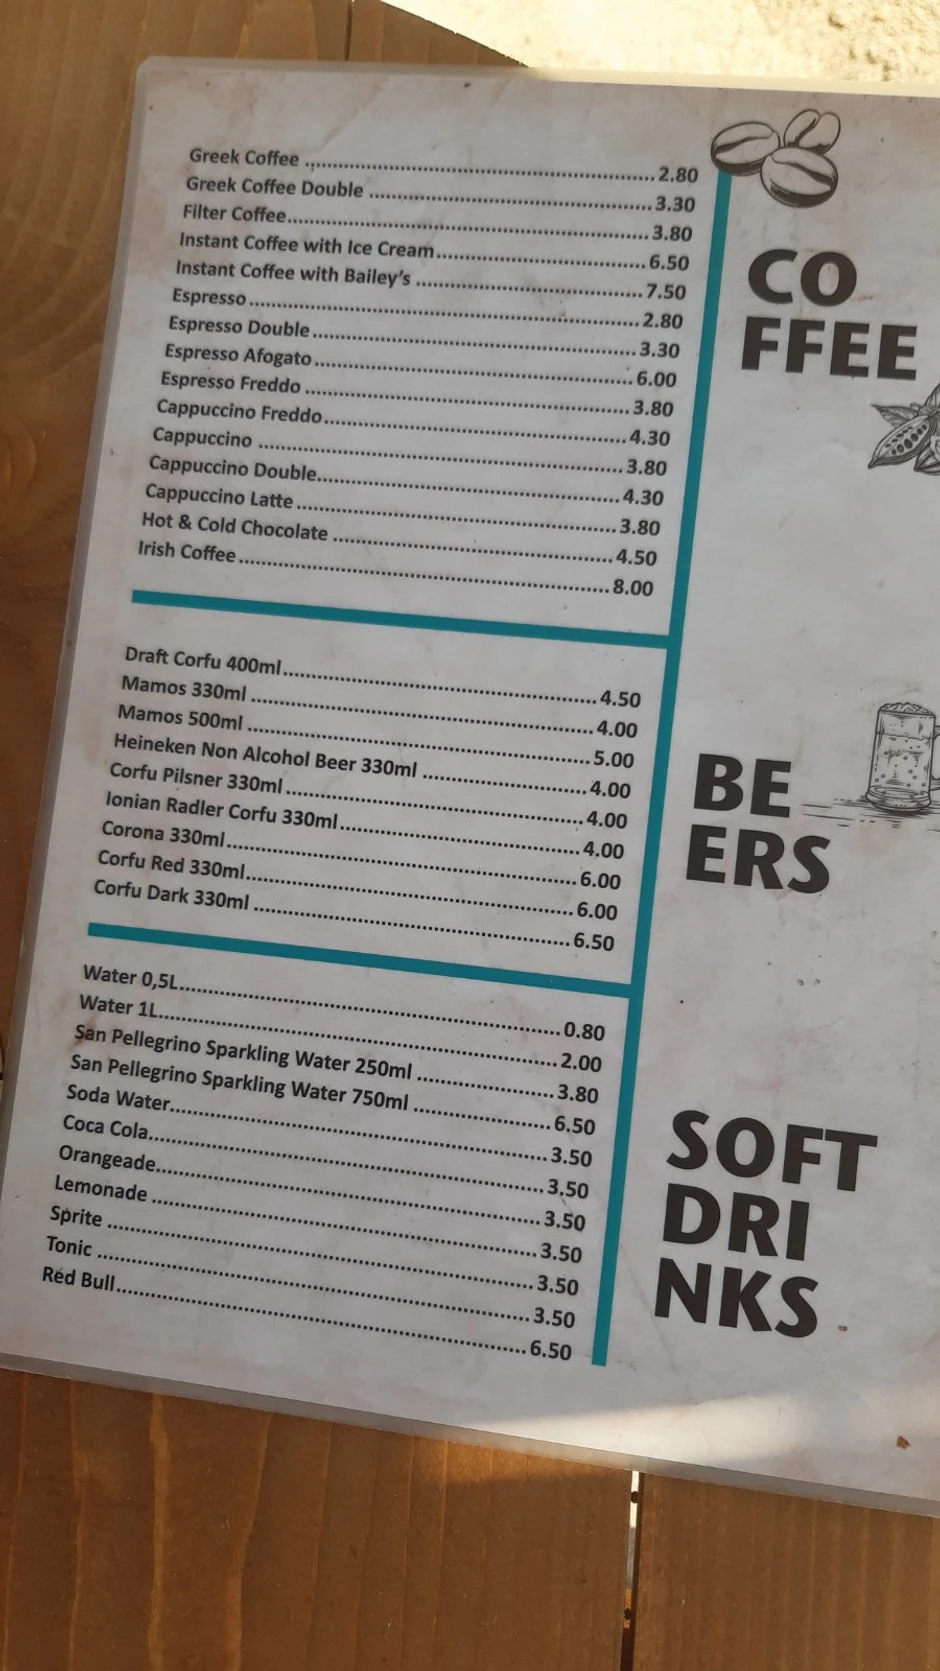 Greek Coffee ........ 2.80
Greek Coffee Double ........ 3.30
Filter Coffee ........ 3.80
Instant Coffee with Ice Cream ........ 6.50
Instant Coffee with Bailey's ........ 7.50
Espresso ........ 2.80
Espresso Double ........ 3.30
Espresso Afogato ........ 6.00
Espresso Freddo ........ 3.80
Cappuccino Freddo ........ 4.30
Cappuccino ........ 3.80
Cappuccino Double ........ 4.30
Cappuccino Latte ........ 3.80
Hot & Cold Chocolate ........ 4.50
Irish Coffee ........ 8.00
CO
FFEE
Draft Corfu 400ml ........ 4.50
Mamos 330ml ........ 4.00
Mamos 500ml ........ 5.00
Heineken Non Alcohol Beer 330ml ........ 4.00
Corfu Pilsner 330ml ........ 4.00
Ionian Radler Corfu 330ml ........ 4.00
Corona 330ml ........ 6.00
Corfu Red 330ml ........ 6.00
Corfu Dark 330ml ........ 6.50
BE
ERS
Water 0,5L ........ 0.80
Water 1L ........ 2.00
San Pellegrino Sparkling Water 250ml ........ 3.80
San Pellegrino Sparkling Water 750ml ........ 6.50
Soda Water ........ 3.50
Coca Cola ........ 3.50
Orangeade ........ 3.50
Lemonade ........ 3.50
Sprite ........ 3.50
Tonic ........ 3.50
Red Bull ........ 6.50
SOFT
DRI
NKS